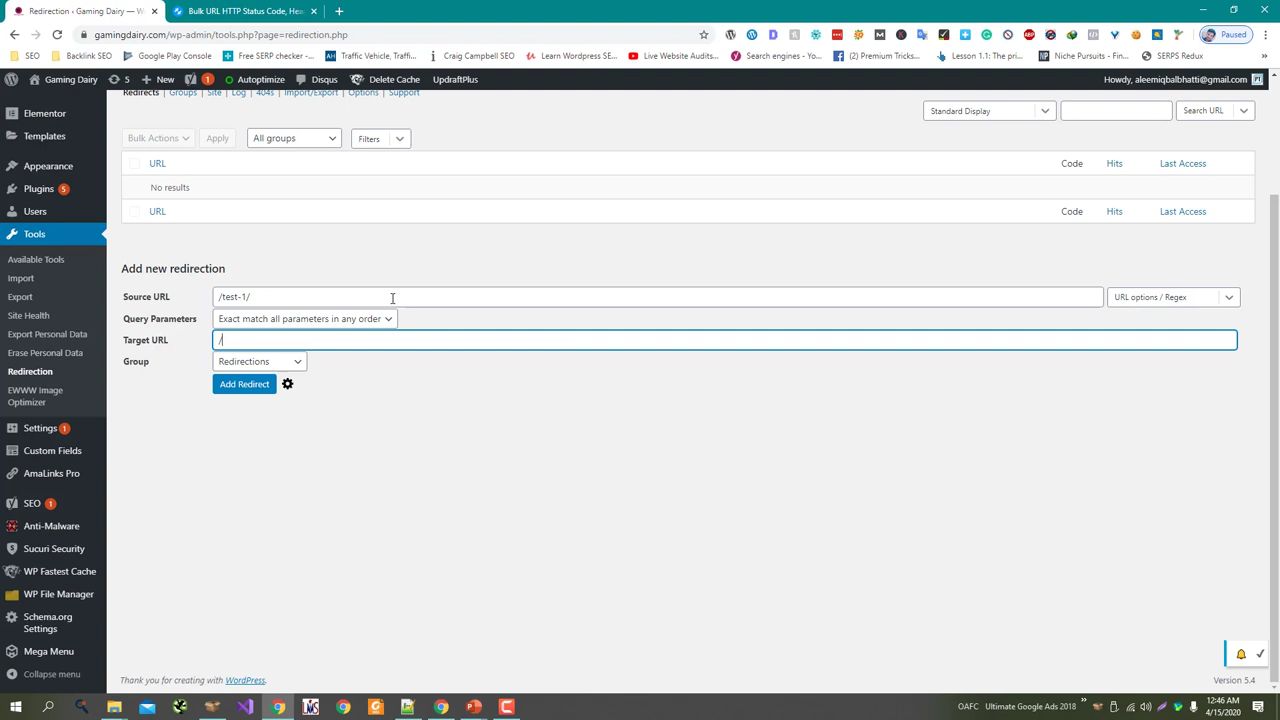 Redirection ‹ Gaming Dairy — W
Bulk URL HTTP Status Code, Hea
gamingdairy.com/wp-admin/tools.php?page=redirection.php
Paused
SEO
Backlink SEO
Google PageSpeed
Free SERP checker -...
Traffic Vehicle, Traffi...
Craig Campbell SEO
Learn Wordpress SE...
Live Website Audits...
Search engines - Yo...
(2) Premium Tricks...
Lesson 1.1: The pri...
Niche Pursuits - Exc...
SERPS Redux
Gaming Dairy
5
New
1
Autoptimize
Disqus
Delete Cache
UpdraftPlus
Howdy, aleemiqbalbhatti@gmail.com
Elementor
Templates
Appearance
Plugins 5
Users
Tools
Available Tools
Import
Export
Site Health
Export Personal Data
Erase Personal Data
Redirection
EWWW Image
Optimizer
Settings 1
Custom Fields
AmaLinks Pro
SEO 1
Anti-Malware
Sucuri Security
WP Fastest Cache
WP File Manager
Schema.org
Settings
Mega Menu
Collapse menu
Redirects | Groups | Site | Log | 404s | Import/Export | Options | Support
Standard Display
Search URL
Bulk Actions
Apply
All groups
Filters
URL Code Hits Last Access
No results
URL Code Hits Last Access
Add new redirection
Source URL /test-1/ URL options / Regex
Query Parameters Exact match all parameters in any order
Target URL /
Group Redirections
Add Redirect
Thank you for creating with WordPress.
Version 5.4
OAFC Ultimate Google Ads 2018
12:46 AM
4/15/2020